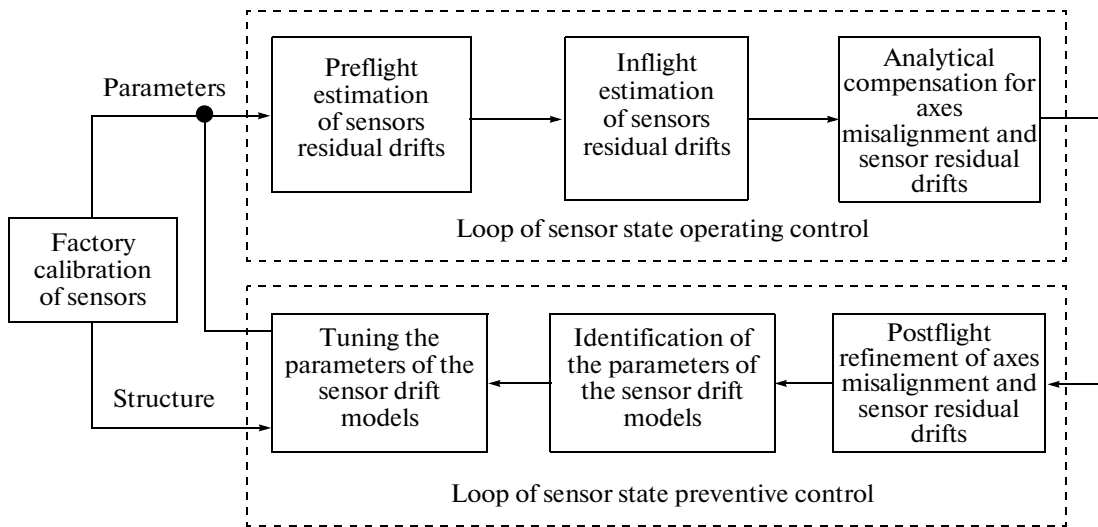 Parameters
Preflight
estimation
of sensors
residual drifts
Inflight
estimation
of sensors
residual drifts
Analytical
compensation for
axes
misalignment and
sensor residual
drifts
Loop of sensor state operating control
Factory
calibration
of sensors
Structure
Tuning the
parameters of the
sensor drift
models
Identification of
the parameters of
the sensor drift
models
Postflight
refinement of axes
misalignment and
sensor residual
drifts
Loop of sensor state preventive control